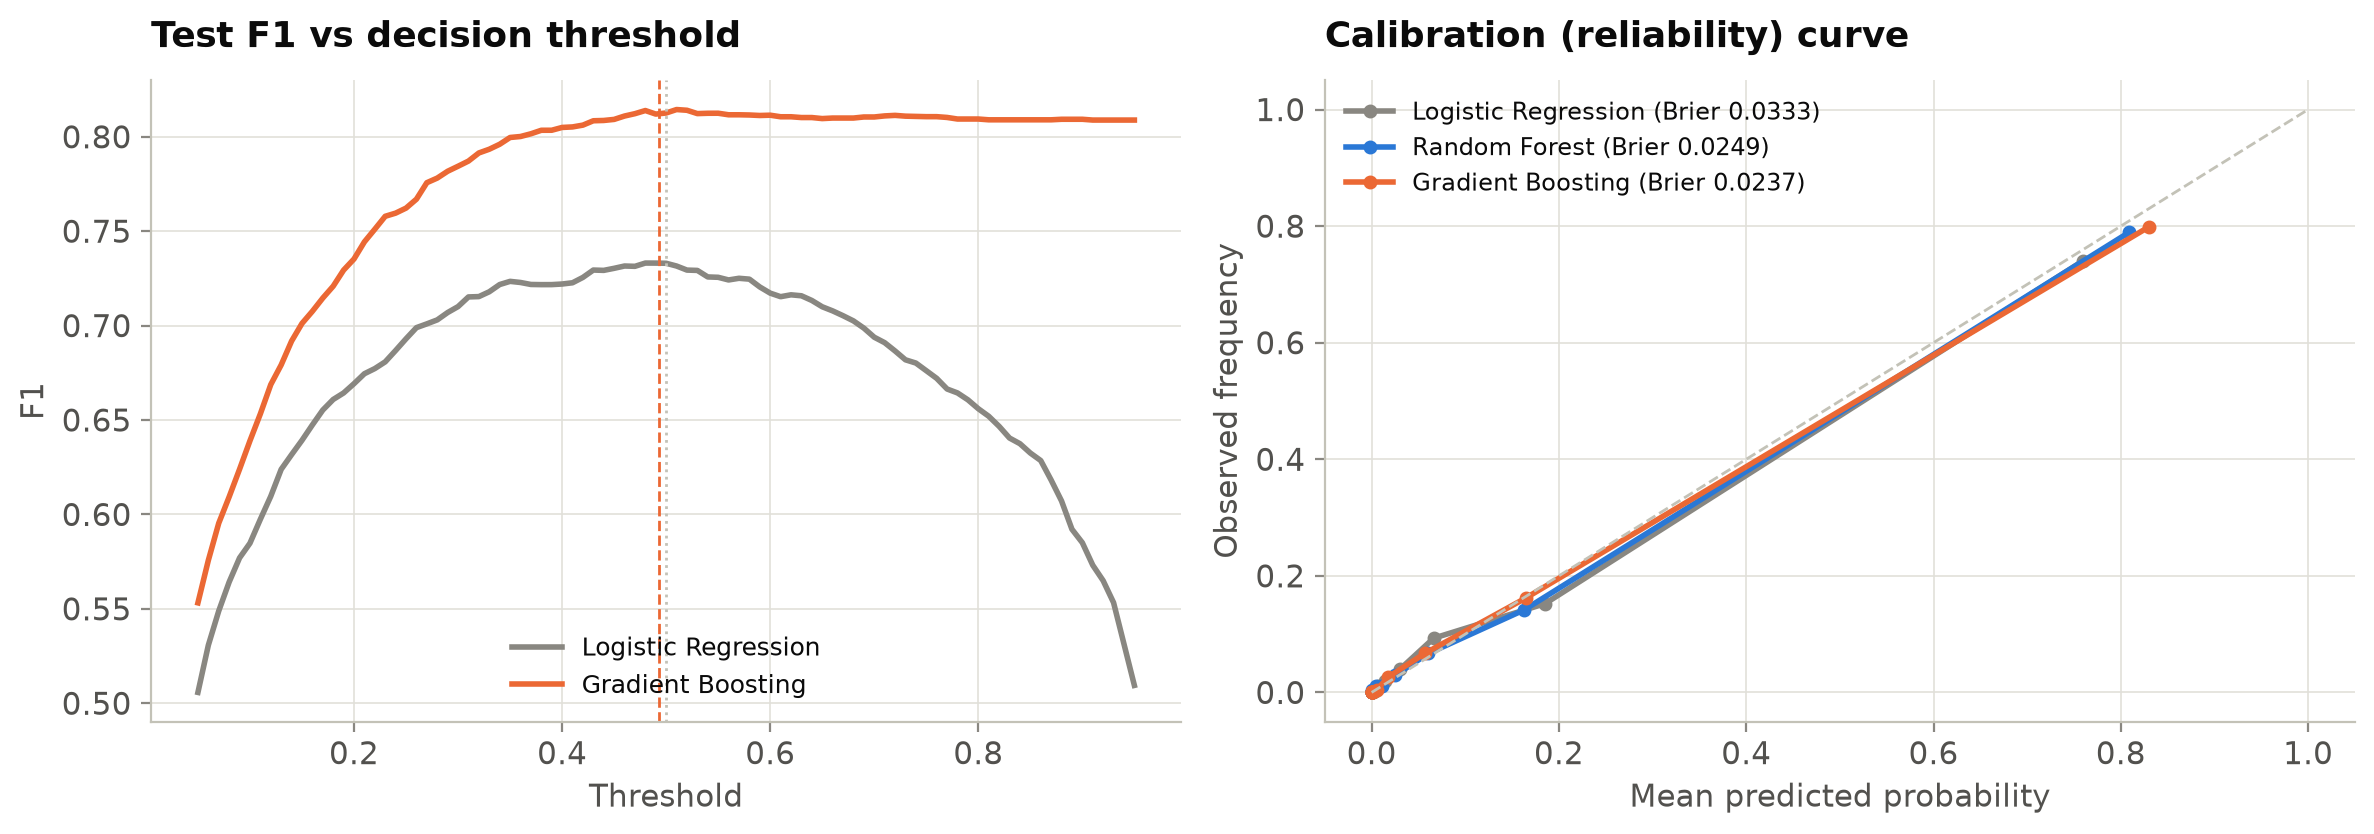 Test F1 vs decision threshold
F1
0.80
0.75
0.70
0.65
0.60
0.55
0.50
Logistic Regression
Gradient Boosting
0.2 0.4 0.6 0.8
Threshold
Calibration (reliability) curve
Observed frequency
1.0
0.8
0.6
0.4
0.2
0.0
Logistic Regression (Brier 0.0333)
Random Forest (Brier 0.0249)
Gradient Boosting (Brier 0.0237)
0.0 0.2 0.4 0.6 0.8 1.0
Mean predicted probability